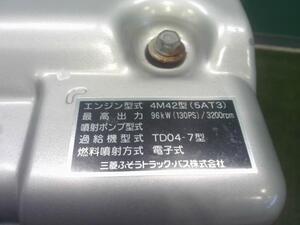 エンジン型式 4M42型(5AT3)
最高出力 96kW(130PS)/3200rpm
噴射ポンプ型式
過給機型式 TD04-7型
燃料噴射方式 電子式
三菱ふそうトラック・バス株式会社